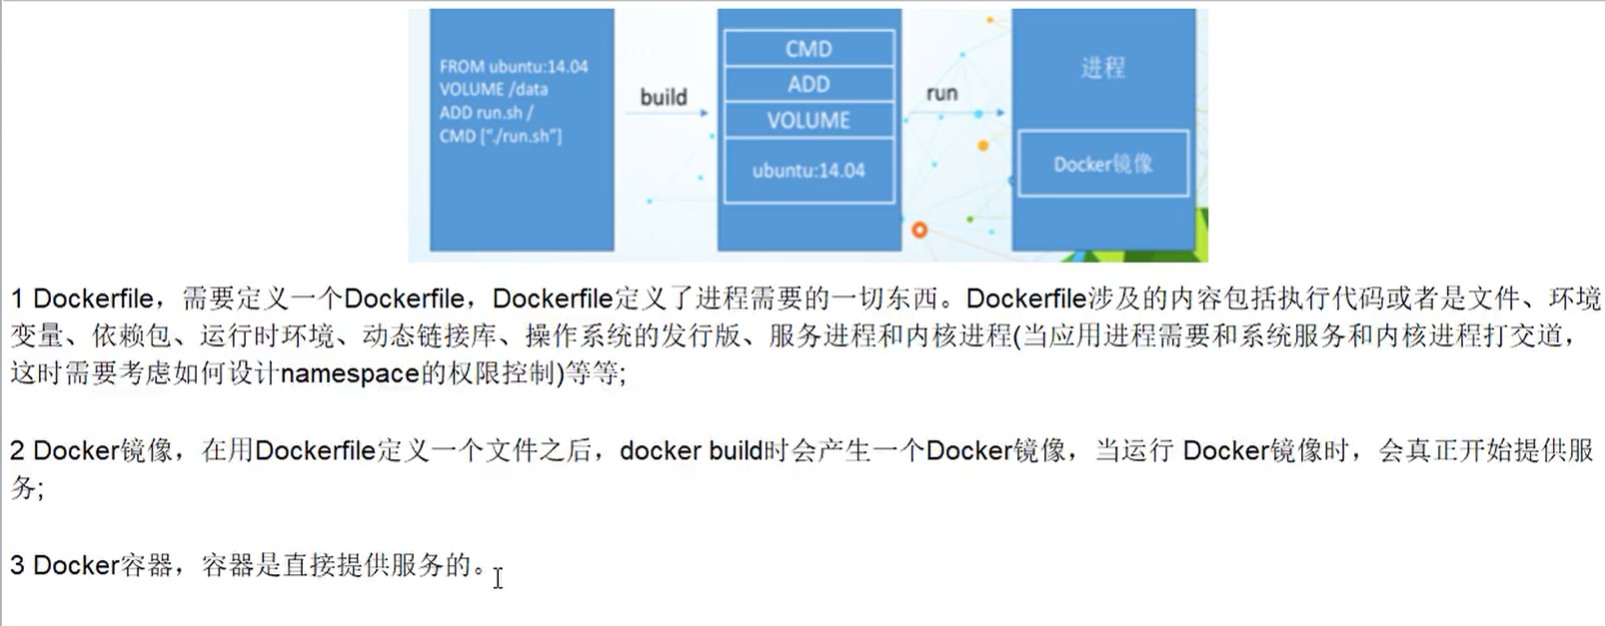 FROM ubuntu:14.04
VOLUME /data
ADD run.sh /
CMD ["./run.sh"]
build
CMD
ADD
VOLUME
ubuntu:14.04
run
进程
Docker镜像
1 Dockerfile，需要定义一个Dockerfile，Dockerfile定义了进程需要的一切东西。Dockerfile涉及的内容包括执行代码或者是文件、环境
变量、依赖包、运行时环境、动态链接库、操作系统的发行版、服务进程和内核进程(当应用进程需要和系统服务和内核进程打交道，
这时需要考虑如何设计namespace的权限控制)等等;
2 Docker镜像，在用Dockerfile定义一个文件之后，docker build时会产生一个Docker镜像，当运行 Docker镜像时，会真正开始提供服
务;
3 Docker容器，容器是直接提供服务的。